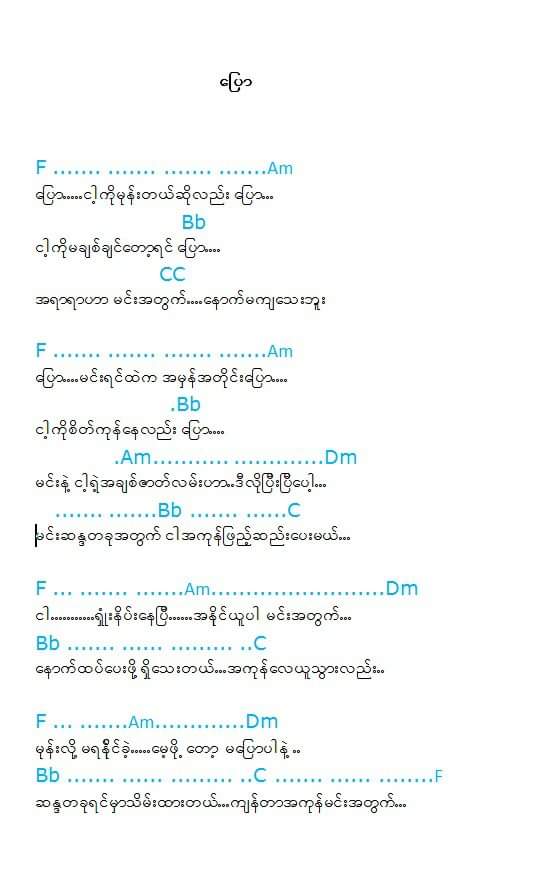 ပြော
F ....... ....... ....... .......Am
ပြော.....ငါ့ကိုမုန်းတယ်ဆိုလည်း ပြော...
Bb
ငါ့ကိုမချစ်ချင်တော့ရင် ပြော....
CC
အရာရာဟာ မင်းအတွက်....နောက်မကျသေးဘူး
F ....... ....... ....... .......Am
ပြော....မင်းရင်ထဲက အမှန်အတိုင်းပြော....
.Bb
ငါ့ကိုစိတ်ကုန်နေလည်း ပြော....
.Am........... .............Dm
မင်းနဲ့ ငါ့ရဲ့အချစ်ဇာတ်လမ်းဟာ..ဒီလိုပြီးပြီပေါ့...
....... .......Bb ....... ......C
မင်းဆန္ဒတခုအတွက် ငါအကုန်ဖြည့်ဆည်းပေးမယ်...
F ... ....... .......Am.........................Dm
ငါ...........ရှုံးနိပ်းနေပြီ......အနိုင်ယူပါ မင်းအတွက်...
Bb ....... ...... ......... ..C
နောက်ထပ်ပေးဖို့ ရှိသေးတယ်...အကုန်လေယူသွားလည်း..
F ... .......Am.............Dm
မုန်းလို့ မရနိုင်ခဲ့.....မေ့ဖို့ တော့ မပြောပါနဲ့ ..
Bb ....... ...... ......... ..C ....... ...... ........F
ဆန္ဒတခုရင်မှာသိမ်းထားတယ်...ကျန်တာအကုန်မင်းအတွက်...